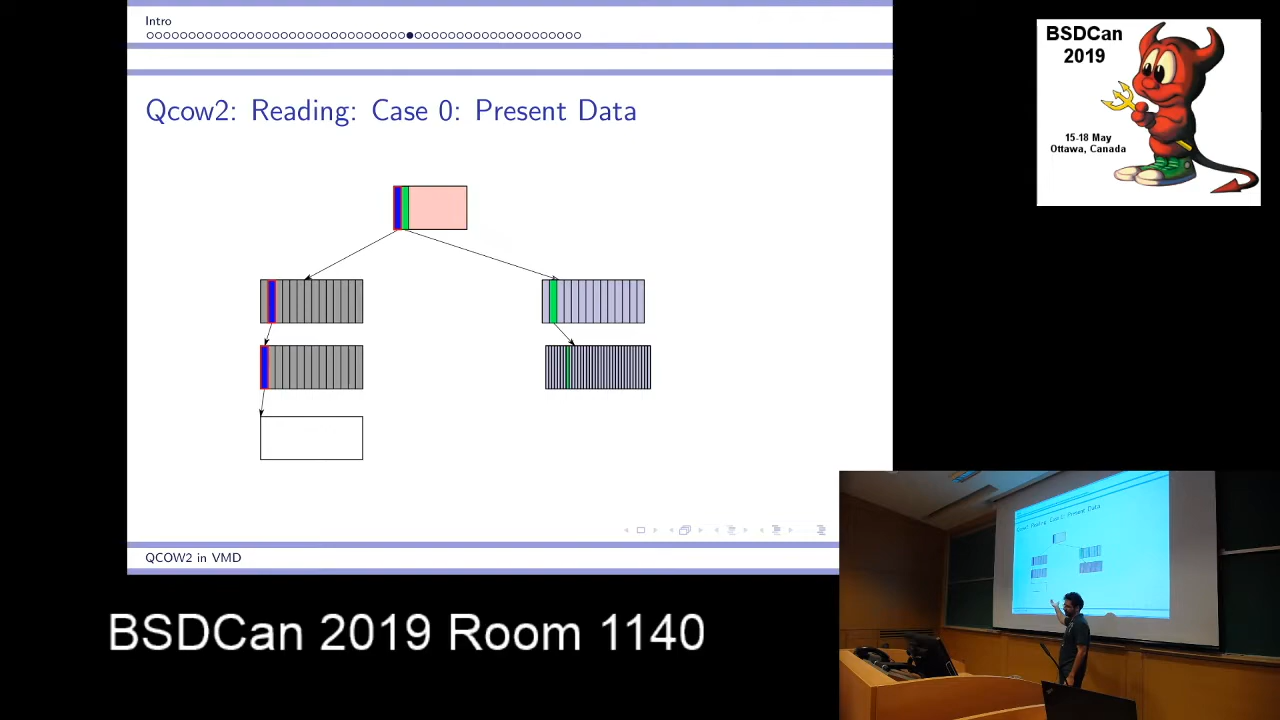 Intro
Qcow2: Reading: Case 0: Present Data
QCOW2 in VMD
BSDCan
2019
15-18 May
Ottawa, Canada
BSDCan 2019 Room 1140